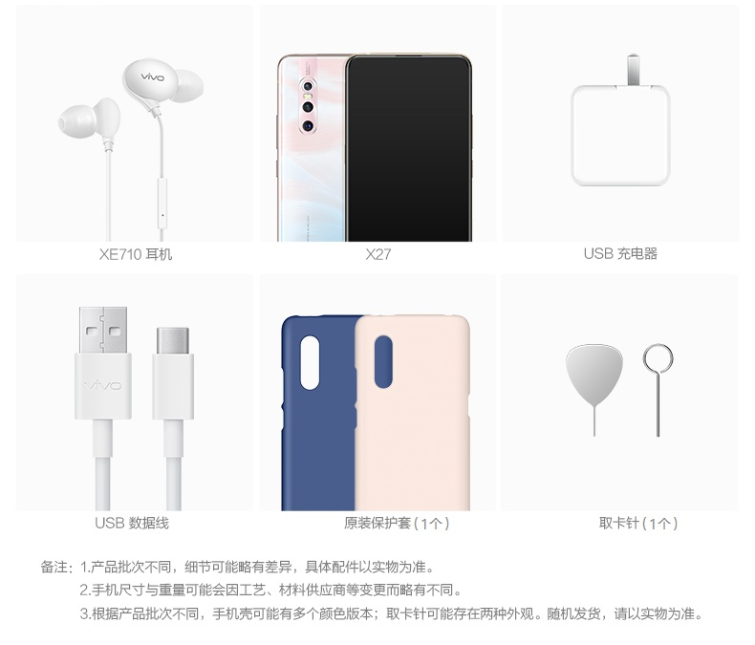 vivo
XE710 耳机
X27
USB 充电器
vivo
USB 数据线
原装保护套（1个）
取卡针（1个）
备注：1.产品批次不同，细节可能略有差异，具体配件以实物为准。
2.手机尺寸与重量可能会因工艺、材料供应商等变更而略有不同。
3.根据产品批次不同，手机壳可能有多个颜色版本；取卡针可能存在两种外观。随机发货，请以实物为准。